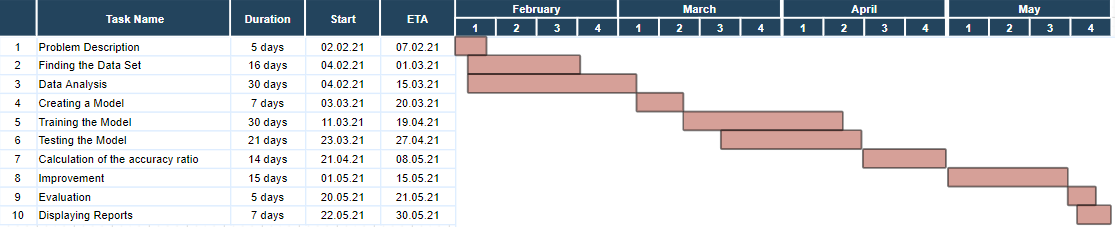 Task Name Duration Start ETA February March April May
1 2 3 4 1 2 3 4 1 2 3 4 1 2 3 4
1 Problem Description 5 days 02.02.21 07.02.21
2 Finding the Data Set 16 days 04.02.21 01.03.21
3 Data Analysis 30 days 04.02.21 15.03.21
4 Creating a Model 7 days 03.03.21 20.03.21
5 Training the Model 30 days 11.03.21 19.04.21
6 Testing the Model 21 days 23.03.21 27.04.21
7 Calculation of the accuracy ratio 14 days 21.04.21 08.05.21
8 Improvement 15 days 01.05.21 15.05.21
9 Evaluation 5 days 20.05.21 21.05.21
10 Displaying Reports 7 days 22.05.21 30.05.21